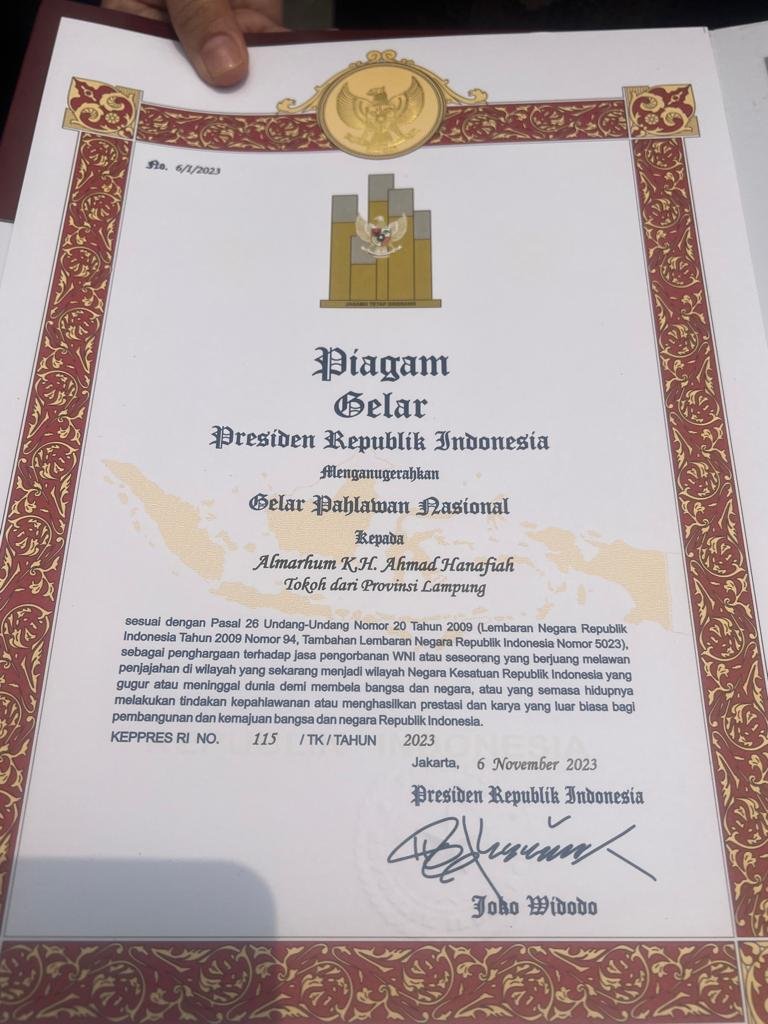 No. 6/1/2023
JASAMU TETAP DIKENANG
Piagam
Gelar
Presiden Republik Indonesia
Menganugerahkan
Gelar Pahlawan Nasional
Kepada
Almarhum K.H. Ahmad Hanafiah
Tokoh dari Provinsi Lampung
sesuai dengan Pasal 26 Undang-Undang Nomor 20 Tahun 2009 (Lembaran Negara Republik
Indonesia Tahun 2009 Nomor 94, Tambahan Lembaran Negara Republik Indonesia Nomor 5023),
sebagai penghargaan terhadap jasa pengorbanan WNI atau seseorang yang berjuang melawan
penjajahan di wilayah yang sekarang menjadi wilayah Negara Kesatuan Republik Indonesia yang
gugur atau meninggal dunia demi membela bangsa dan negara, atau yang semasa hidupnya
melakukan tindakan kepahlawanan atau menghasilkan prestasi dan karya yang luar biasa bagi
pembangunan dan kemajuan bangsa dan negara Republik Indonesia.
KEPPRES RI NO. 115 / TK / TAHUN 2023
Jakarta, 6 November 2023
Presiden Republik Indonesia
Joko Widodo